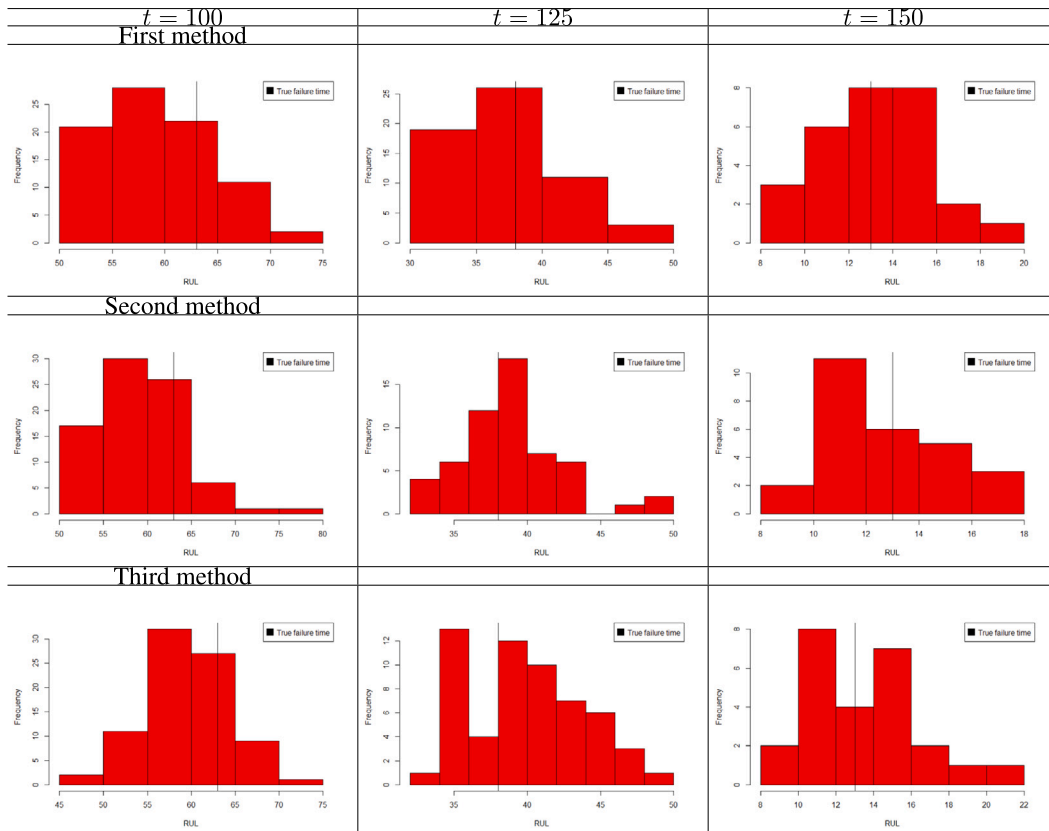 t = 100
t = 125
t = 150
First method
True failure time
Frequency
0 5 10 15 20 25
50 55 60 65 70 75
RUL
True failure time
Frequency
0 5 10 15 20 25
30 35 40 45 50
RUL
True failure time
Frequency
0 2 4 6 8
8 10 12 14 16 18 20
RUL
Second method
True failure time
Frequency
0 5 10 15 20 25 30
50 55 60 65 70 75 80
RUL
True failure time
Frequency
0 5 10 15
35 40 45 50
RUL
True failure time
Frequency
0 2 4 6 8 10
8 10 12 14 16 18
RUL
Third method
True failure time
Frequency
0 5 10 15 20 25 30
45 50 55 60 65 70 75
RUL
True failure time
Frequency
0 2 4 6 8 10 12
35 40 45 50
RUL
True failure time
Frequency
0 2 4 6 8
8 10 12 14 16 18 20 22
RUL